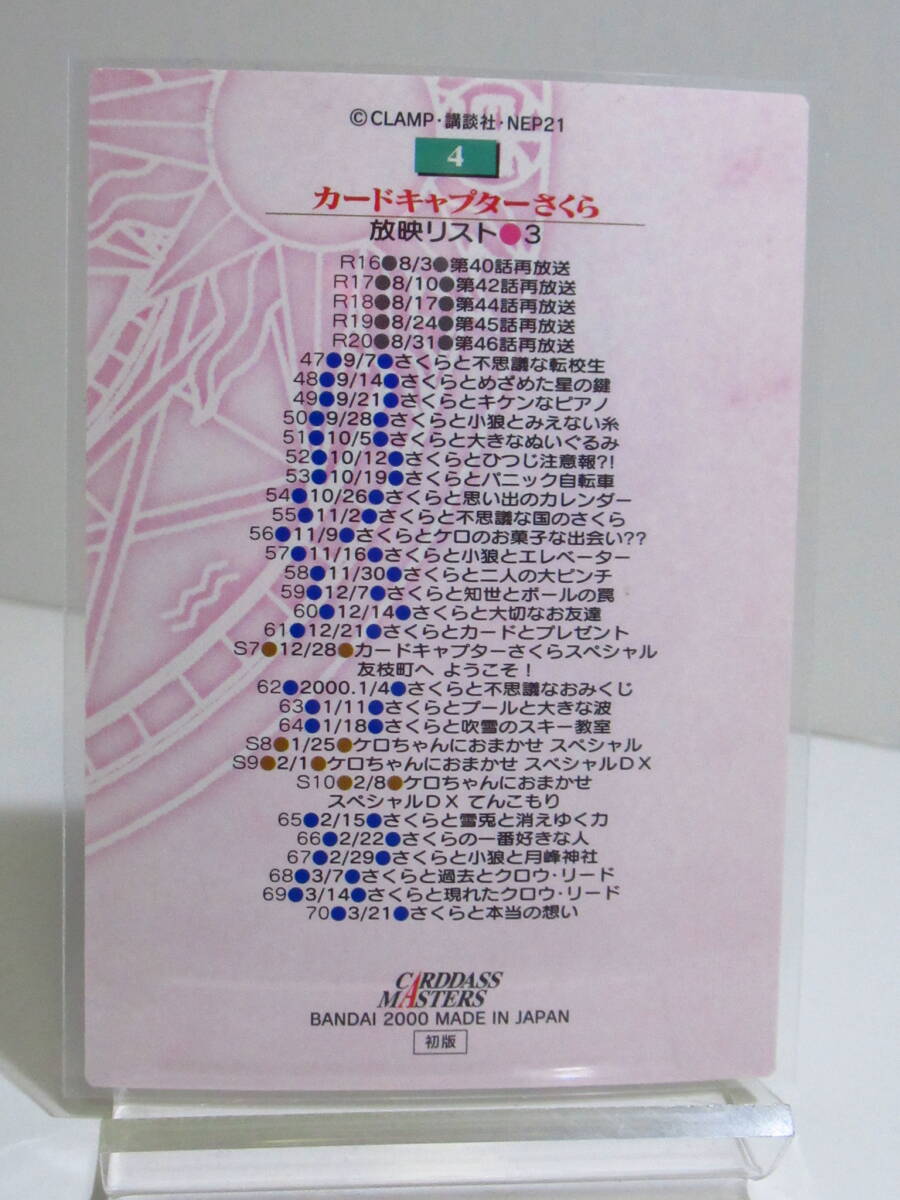 ©CLAMP・講談社・NEP21
4
カードキャプターさくら
放映リスト●3
R16●8/3●第40話再放送
R17●8/10●第42話再放送
R18●8/17●第44話再放送
R19●8/24●第45話再放送
R20●8/31●第46話再放送
47●9/7●さくらと不思議な転校生
48●9/14●さくらとめざめた星の鍵
49●9/21●さくらとキケンなピアノ
50●9/28●さくらと小狼とみえない糸
51●10/5●さくらと大きなぬいぐるみ
52●10/12●さくらとひつじ注意報?!
53●10/19●さくらとパニック自転車
54●10/26●さくらと思い出のカレンダー
55●11/2●さくらと不思議な国のさくら
56●11/9●さくらとケロのお菓子な出会い??
57●11/16●さくらと小狼とエレベーター
58●11/30●さくらと二人の大ピンチ
59●12/7●さくらと知世とボールの罠
60●12/14●さくらと大切なお友達
61●12/21●さくらとカードとプレゼント
S7●12/28●カードキャプターさくらスペシャル
友枝町へ ようこそ!
62●2000.1/4●さくらと不思議なおみくじ
63●1/11●さくらとプールと大きな波
64●1/18●さくらと吹雪のスキー教室
S8●1/25●ケロちゃんにおまかせ スペシャル
S9●2/1●ケロちゃんにおまかせ スペシャルDX
S10●2/8●ケロちゃんにおまかせ
スペシャルDX てんこもり
65●2/15●さくらと雪兎と消えゆく力
66●2/22●さくらの一番好きな人
67●2/29●さくらと小狼と月峰神社
68●3/7●さくらと過去とクロウ・リード
69●3/14●さくらと現れたクロウ・リード
70●3/21●さくらと本当の想い
CARDDASS
MASTERS
BANDAI 2000 MADE IN JAPAN
初版